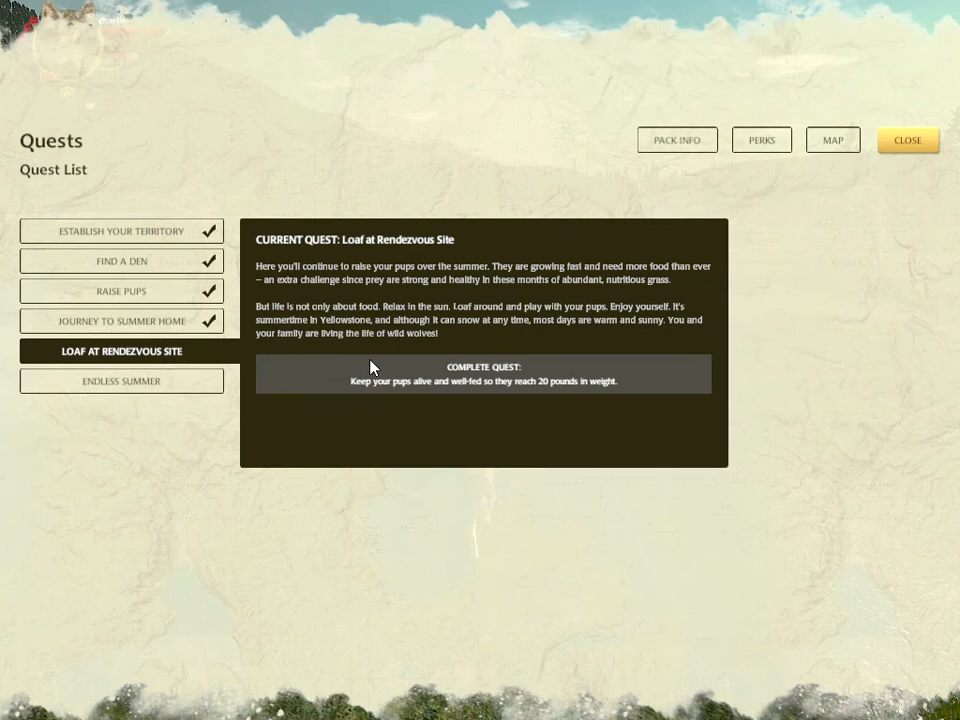 charlie
W
Quests
PACK INFO
PERKS
MAP
CLOSE
Quest List
ESTABLISH YOUR TERRITORY
FIND A DEN
RAISE PUPS
JOURNEY TO SUMMER HOME
LOAF AT RENDEZVOUS SITE
ENDLESS SUMMER
CURRENT QUEST: Loaf at Rendezvous Site
Here you'll continue to raise your pups over the summer. They are growing fast and need more food than ever
– an extra challenge since prey are strong and healthy in these months of abundant, nutritious grass.
But life is not only about food. Relax in the sun. Loaf around and play with your pups. Enjoy yourself. It's
summertime in Yellowstone, and although it can snow at any time, most days are warm and sunny. You and
your family are living the life of wild wolves!
COMPLETE QUEST:
Keep your pups alive and well-fed so they reach 20 pounds in weight.